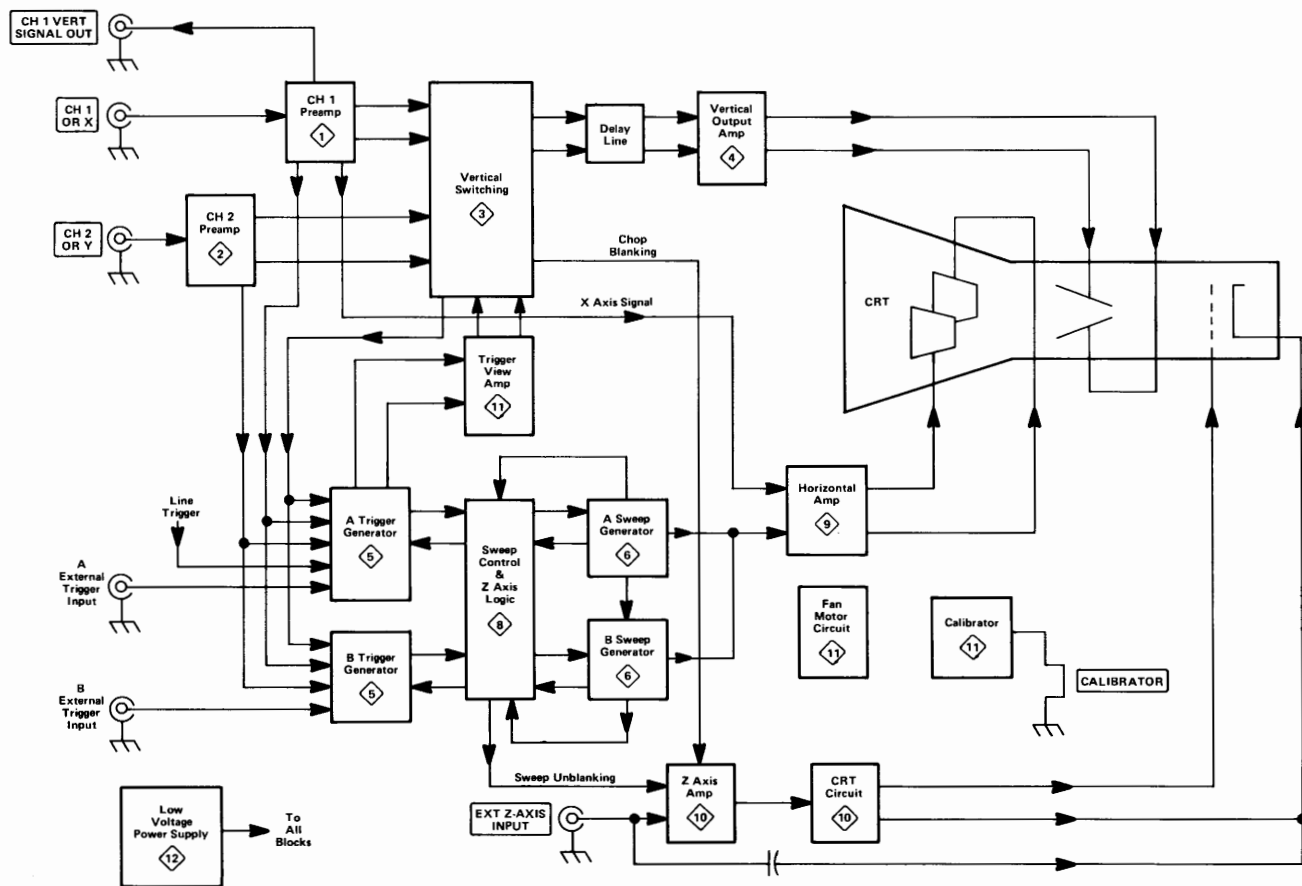 CH 1 VERT
SIGNAL OUT
CH 1
OR X
CH 1
Preamp
1
CH 2
OR Y
CH 2
Preamp
2
Vertical
Switching
3
Delay
Line
Vertical
Output
Amp
4
Chop
Blanking
X Axis Signal
CRT
Trigger
View
Amp
11
Line
Trigger
A
External
Trigger
Input
A Trigger
Generator
5
B
External
Trigger
Input
B Trigger
Generator
5
Sweep
Control
&
Z Axis
Logic
8
A Sweep
Generator
6
B Sweep
Generator
6
Horizontal
Amp
9
Fan
Motor
Circuit
11
Calibrator
11
CALIBRATOR
Sweep Unblanking
EXT Z-AXIS
INPUT
Z Axis
Amp
10
CRT
Circuit
10
Low
Voltage
Power Supply
12
To
All
Blocks